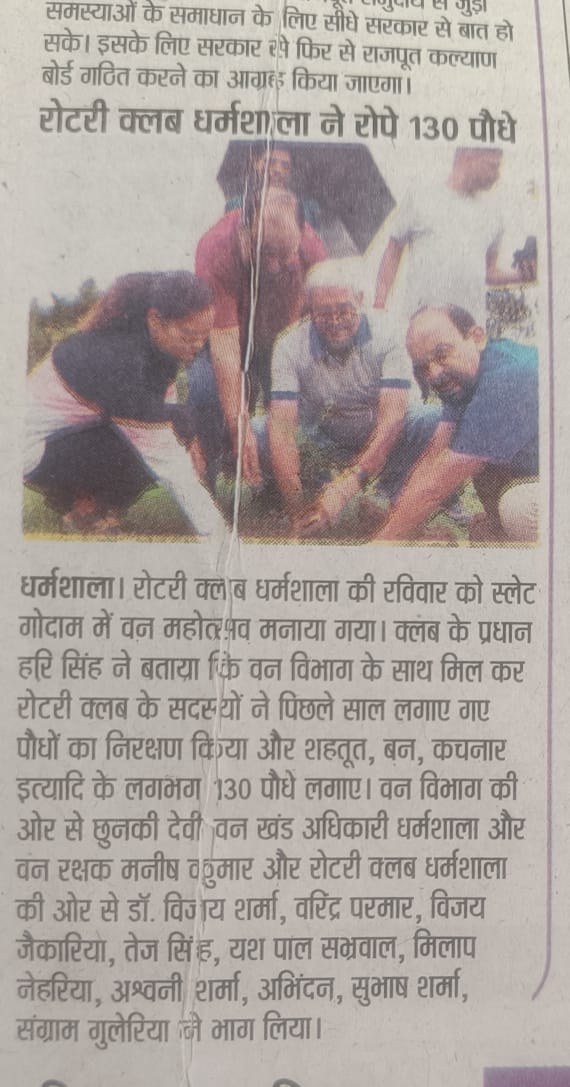 समस्याओं के समाधान के लिए सीधे सरकार से बात हो
सके। इसके लिए सरकार से फिर से राजपूत कल्याण
बोर्ड गठित करने का आग्रह किया जाएगा।
रोटरी क्लब धर्मशाला ने रोपे 130 पौधे
धर्मशाला। रोटरी क्लब धर्मशाला की रविवार को स्लेट
गोदाम में वन महोत्सव मनाया गया। क्लब के प्रधान
हरि सिंह ने बताया कि वन विभाग के साथ मिल कर
रोटरी क्लब के सदस्यों ने पिछले साल लगाए गए
पौधों का निरक्षण किया और शहतूत, बन, कचनार
इत्यादि के लगभग 130 पौधे लगाए। वन विभाग की
ओर से छुनकी देवी वन खंड अधिकारी धर्मशाला और
वन रक्षक मनीष कुमार और रोटरी क्लब धर्मशाला
की ओर से डॉ. विजय शर्मा, वरिंद्र परमार, विजय
जैकारिया, तेज सिंह, यश पाल सभ्रवाल, मिलाप
नेहरिया, अश्वनी शर्मा, अभिंदन, सुभाष शर्मा,
संग्राम गुलेरिया ने भाग लिया।